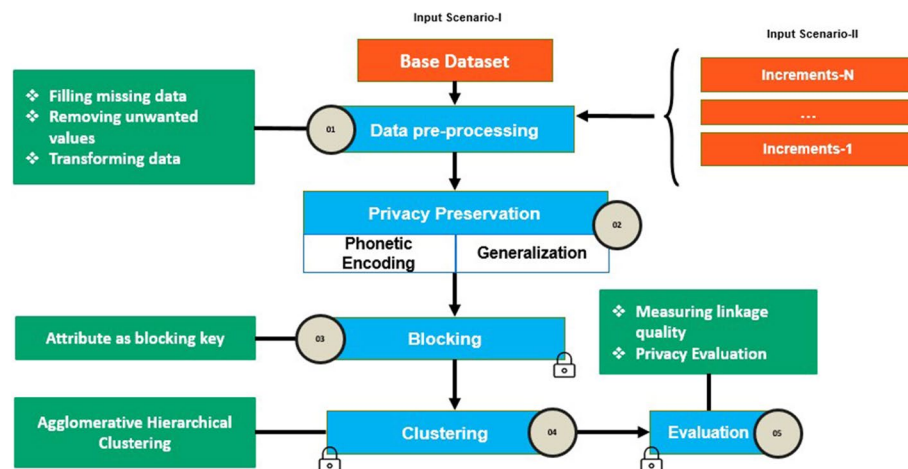 Input Scenario-I
Base Dataset
Input Scenario-II
Increments-N
...
Increments-1
Filling missing data
Removing unwanted
values
Transforming data
01
Data pre-processing
Privacy Preservation
02
Phonetic
Encoding
Generalization
Attribute as blocking key
03
Blocking
Measuring linkage
quality
Privacy Evaluation
Agglomerative Hierarchical
Clustering
Clustering
04
Evaluation
05